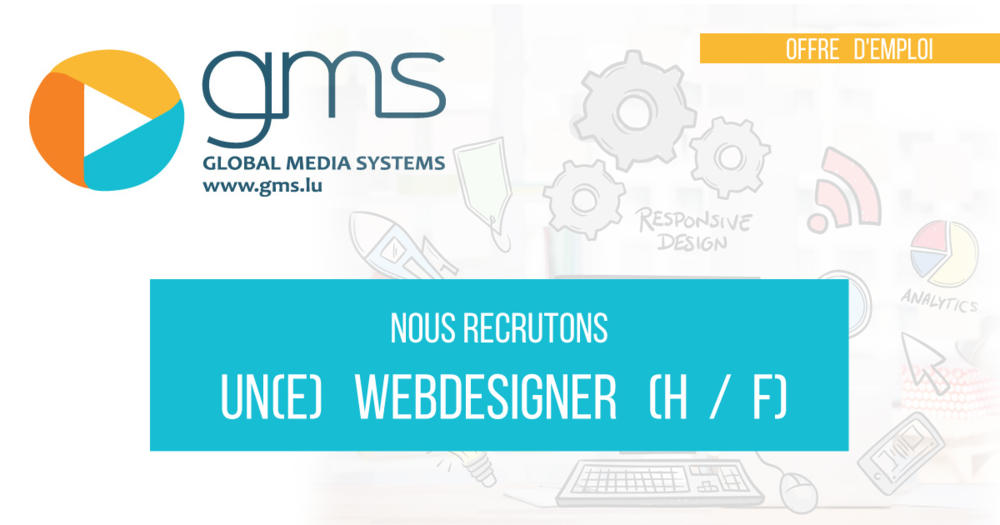 gms
GLOBAL MEDIA SYSTEMS
www.gms.lu
OFFRE D'EMPLOI
RESPONSIVE
DESIGN
ANALYTICS
NOUS RECRUTONS
UN(E) WEBDESIGNER (H / F)